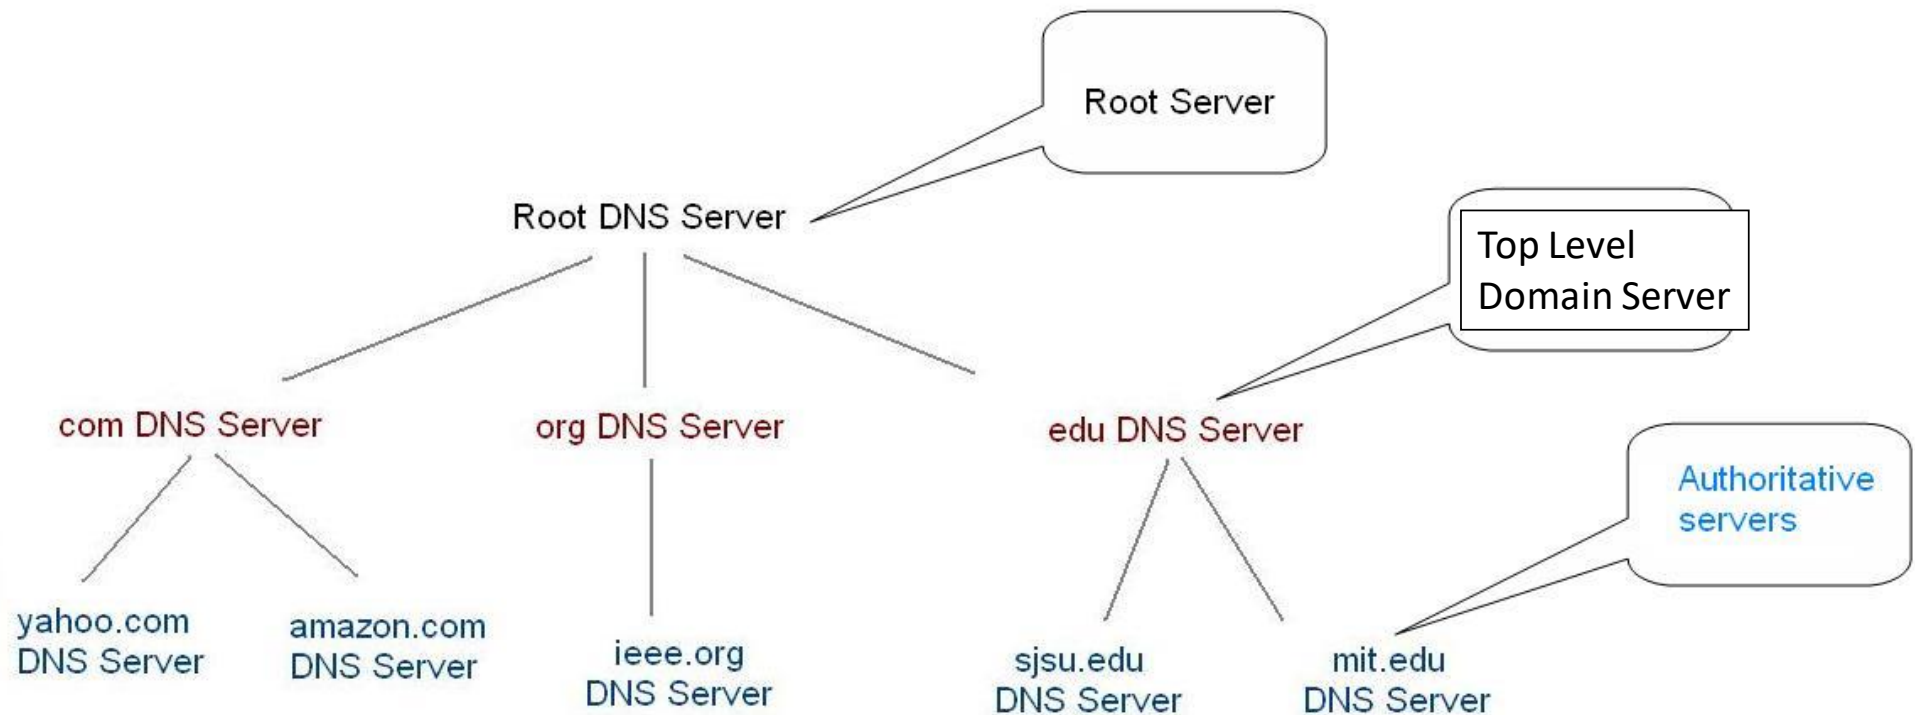 Root Server
Root DNS Server
Top Level
Domain Server
com DNS Server
org DNS Server
edu DNS Server
Authoritative
servers
yahoo.com
DNS Server
amazon.com
DNS Server
ieee.org
DNS Server
sjsu.edu
DNS Server
mit.edu
DNS Server